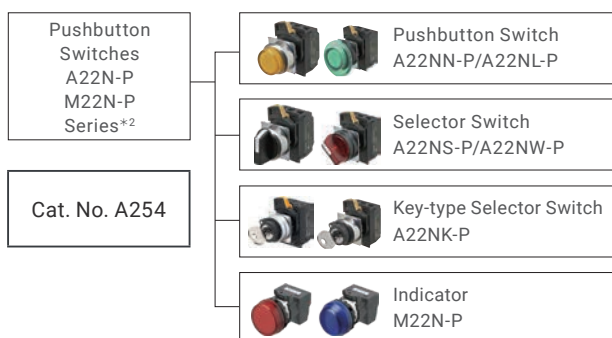 Pushbutton
Switches
A22N-P
M22N-P
Series*2
Cat. No. A254
Pushbutton Switch
A22NN-P/A22NL-P
Selector Switch
A22NS-P/A22NW-P
Key-type Selector Switch
A22NK-P
Indicator
M22N-P